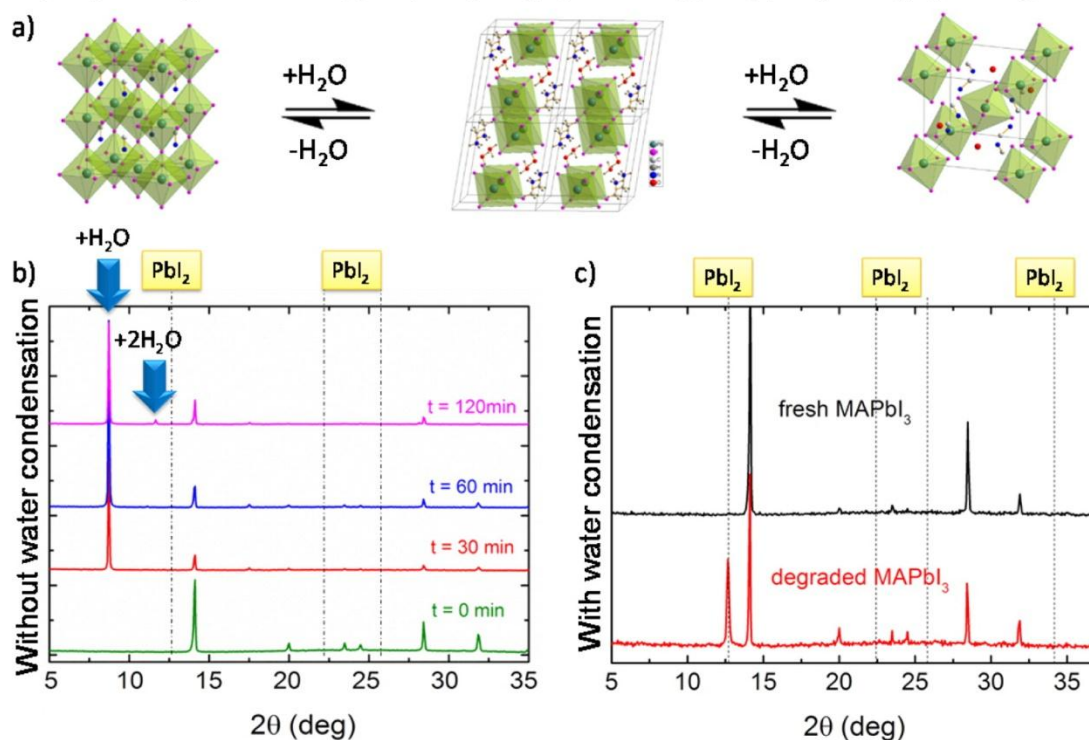 a)
+H₂O
-H₂O
+H₂O
-H₂O
b)
+H₂O
PbI₂
PbI₂
+2H₂O
t = 120min
t = 60 min
t = 30 min
t = 0 min
Without water condensation
5 10 15 20 25 30 35
2θ (deg)
c)
PbI₂
PbI₂
PbI₂
fresh MAPbI₃
degraded MAPbI₃
With water condensation
5 10 15 20 25 30 35
2θ (deg)